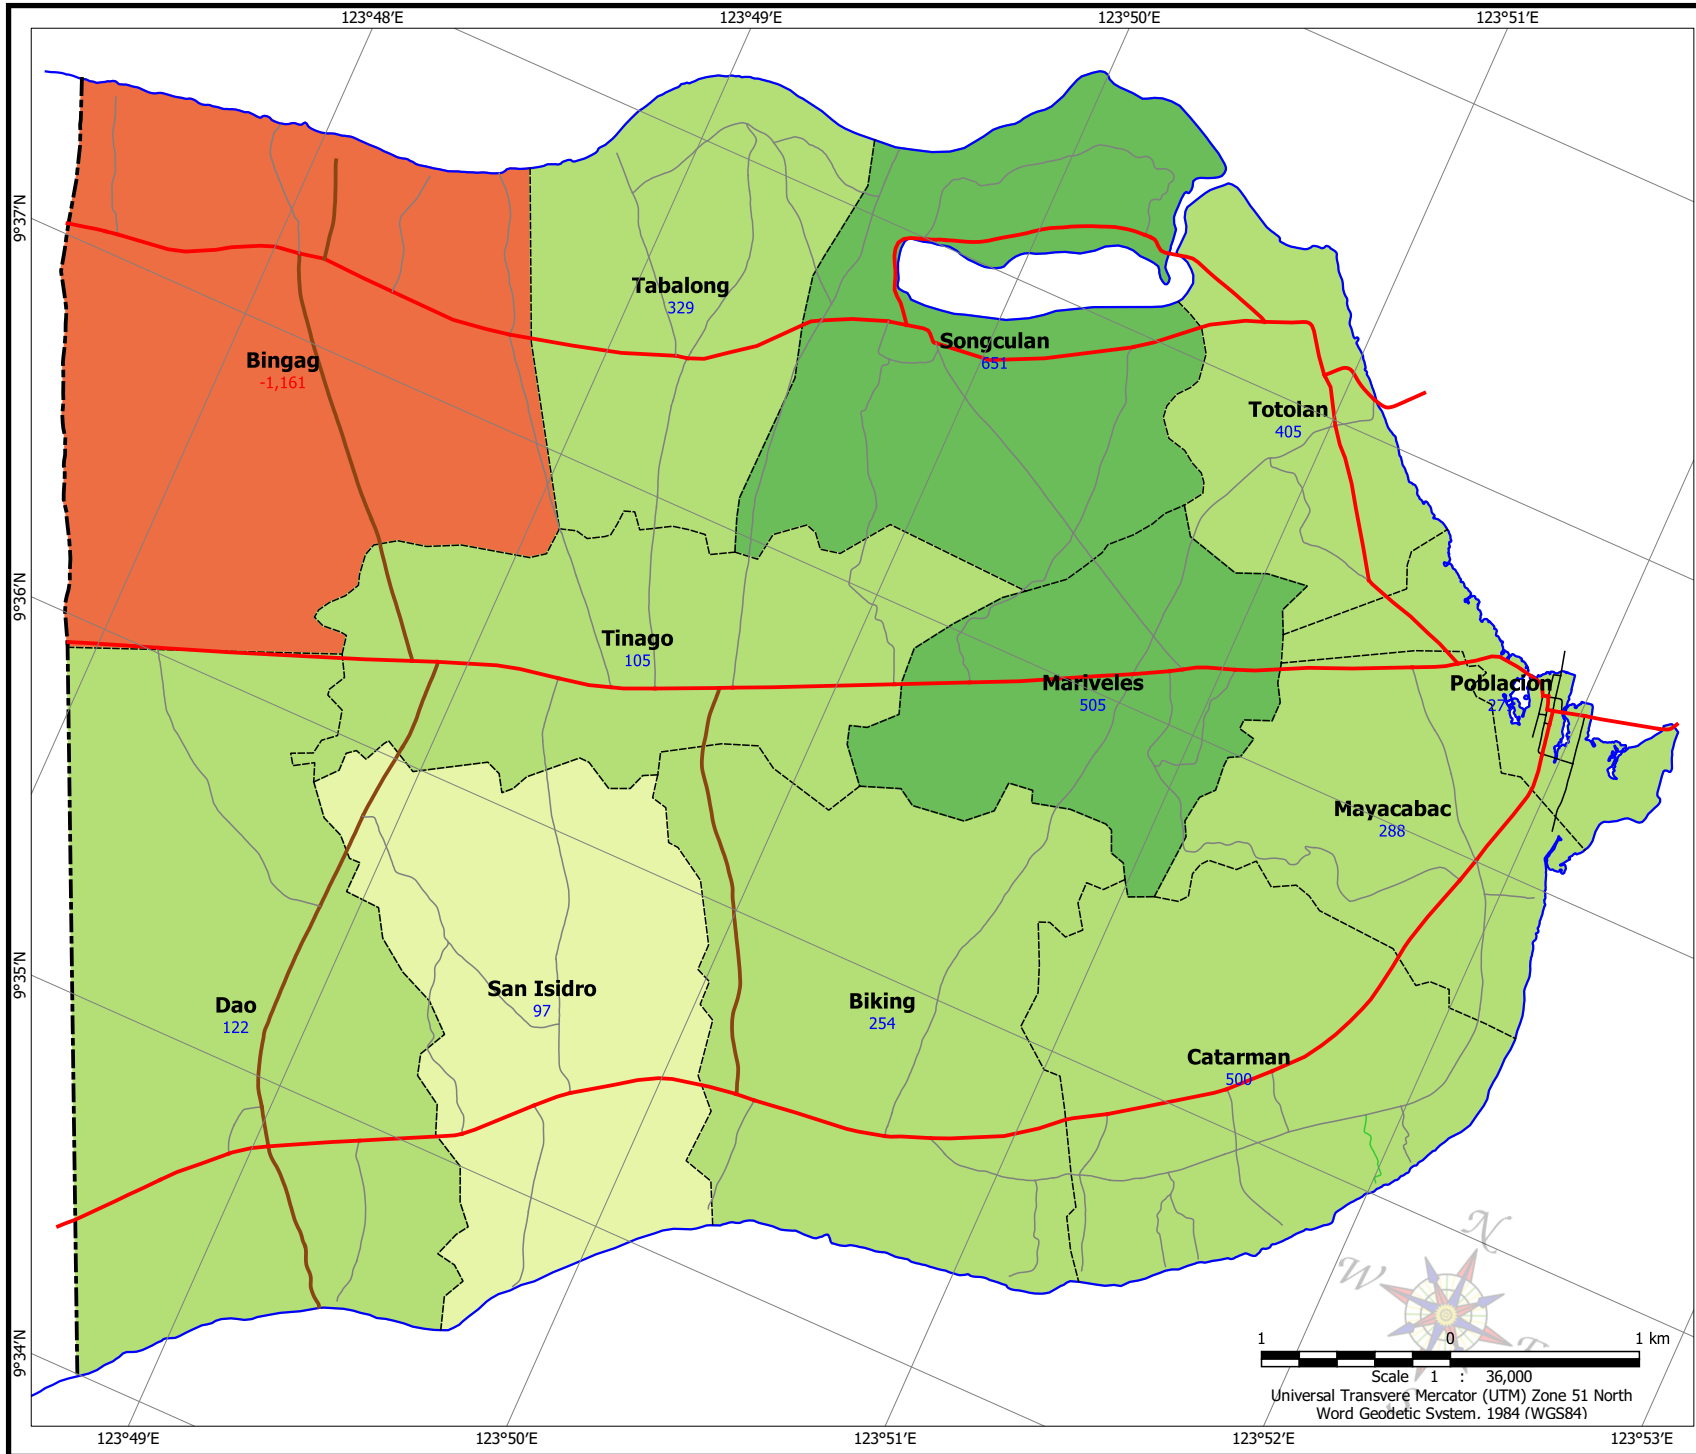 123°48'E
123°49'E
123°50'E
123°51'E
9°37'N
Tabalong
329
Songculan
651
Bingag
-1,161
Totolan
405
9°36'N
Tinago
105
Mariveles
505
Poblacion
Mayacabac
288
9°35'N
San Isidro
97
Biking
254
Dao
122
Catarman
500
N
W
E
9°34'N
1 0 1 km
Scale 1 : 36,000
Universal Transvere Mercator (UTM) Zone 51 North
Word Geodetic System, 1984 (WGS84)
123°49'E
123°50'E
123°51'E
123°52'E
123°53'E